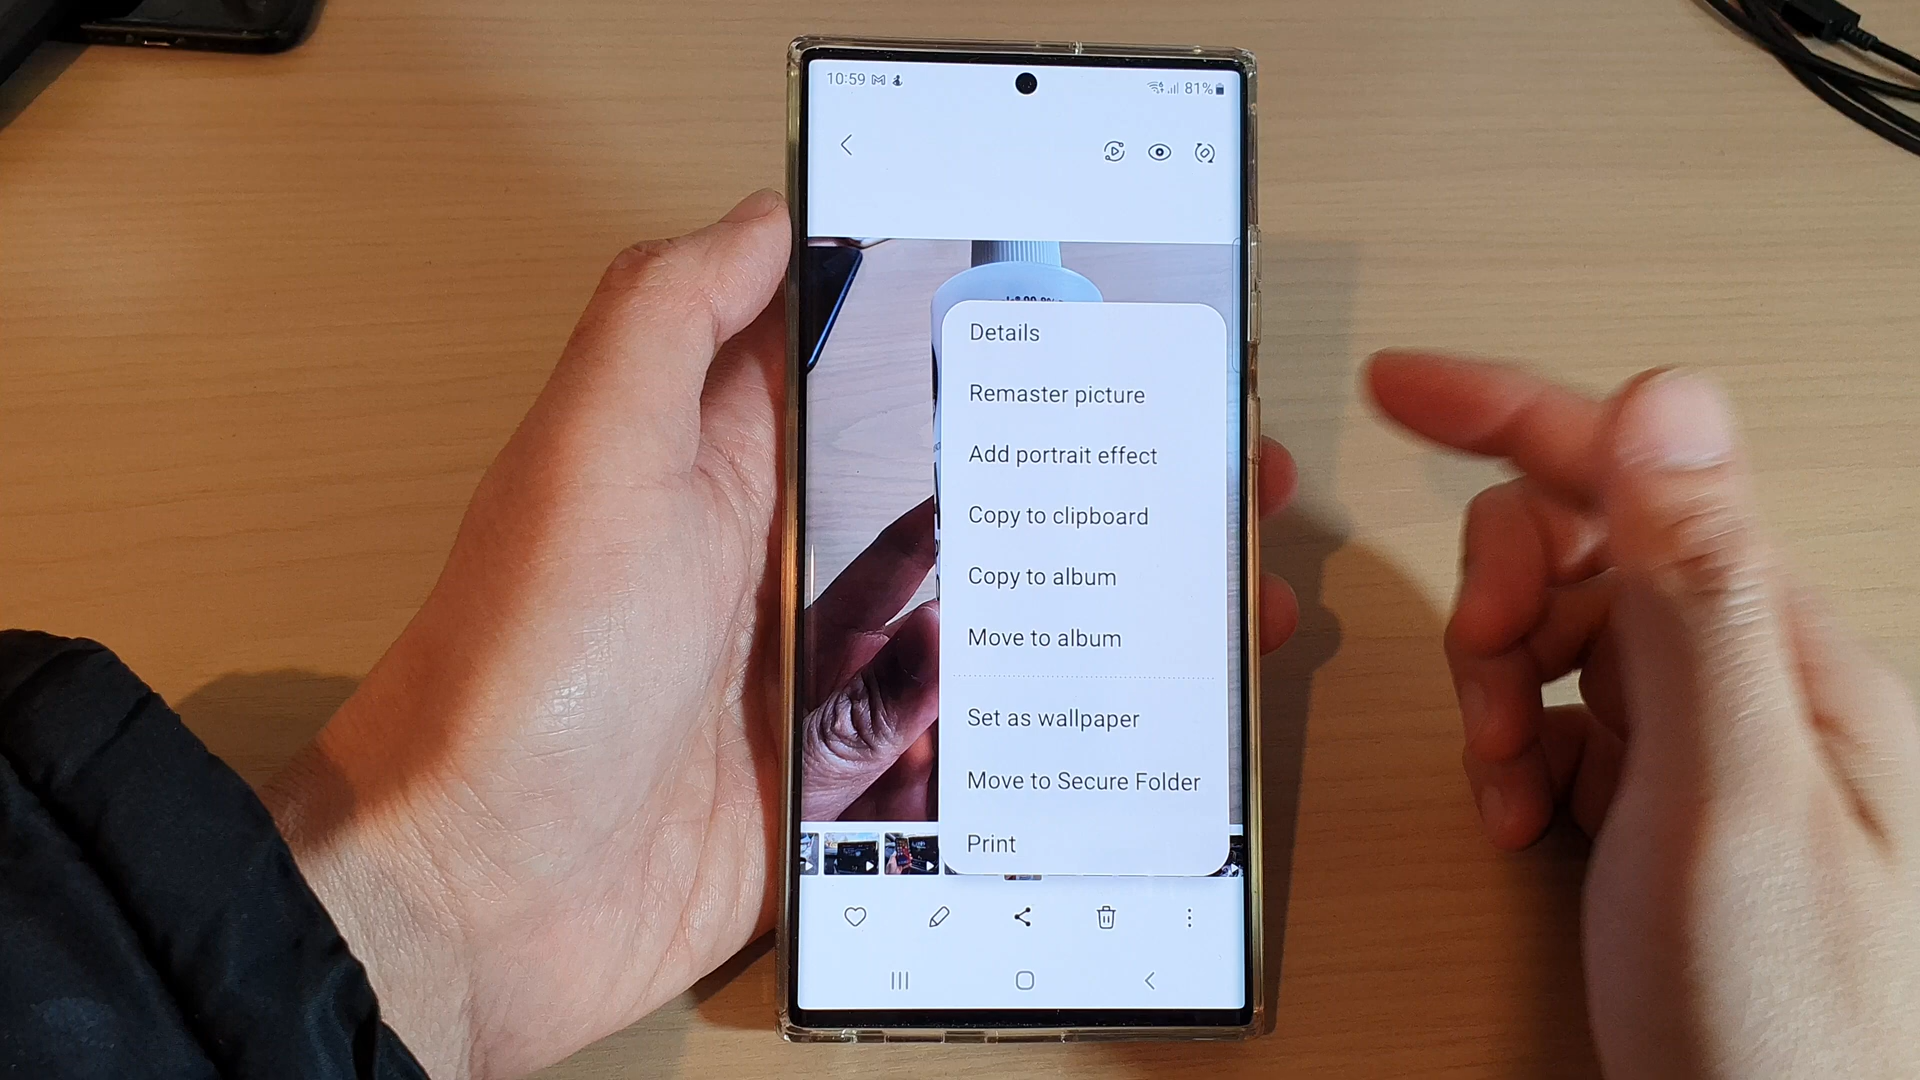 10:59
81%
Details
Remaster picture
Add portrait effect
Copy to clipboard
Copy to album
Move to album
Set as wallpaper
Move to Secure Folder
Print